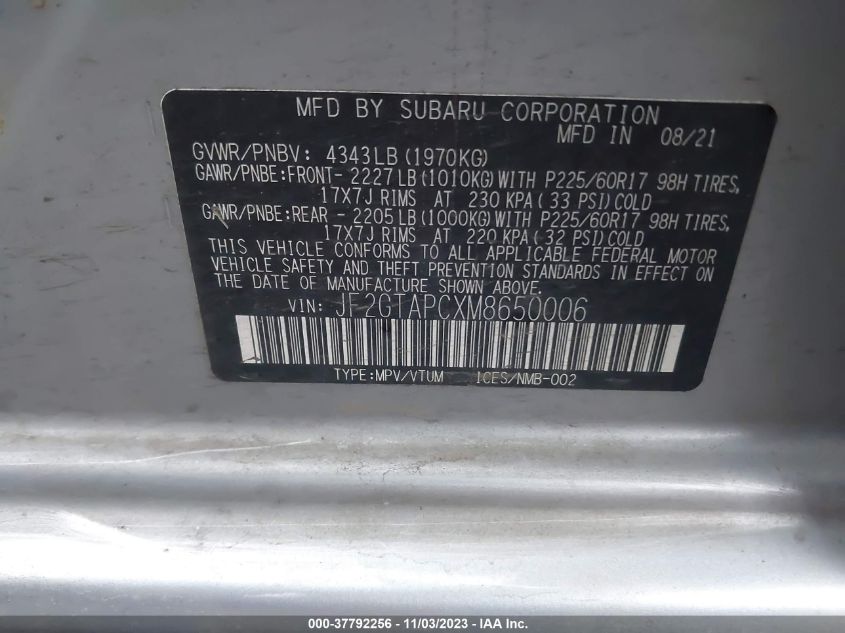 MFD BY SUBARU CORPORATION
MFD IN 08/21
GVWR/PNBV: 4343LB(1970KG)
GAWR/PNBE:FRONT- 2227LB(1010KG)WITH P225/60R17 98H TIRES,
17X7J RIMS AT 230 KPA(33 PSI)COLD
GAWR/PNBE:REAR - 2205LB(1000KG)WITH P225/60R17 98H TIRES,
17X7J RIMS AT 220 KPA(32 PSI)COLD
THIS VEHICLE CONFORMS TO ALL APPLICABLE FEDERAL MOTOR
VEHICLE SAFETY AND THEFT PREVENTION STANDARDS IN EFFECT ON
THE DATE OF MANUFACTURE SHOWN ABOVE.
VIN: JF2GTAPCXM8650006
TYPE:MPV/VTUM ICES/NMB-002
000-37792256 - 11/03/2023 - COPYRIGHT IAA, LLC.